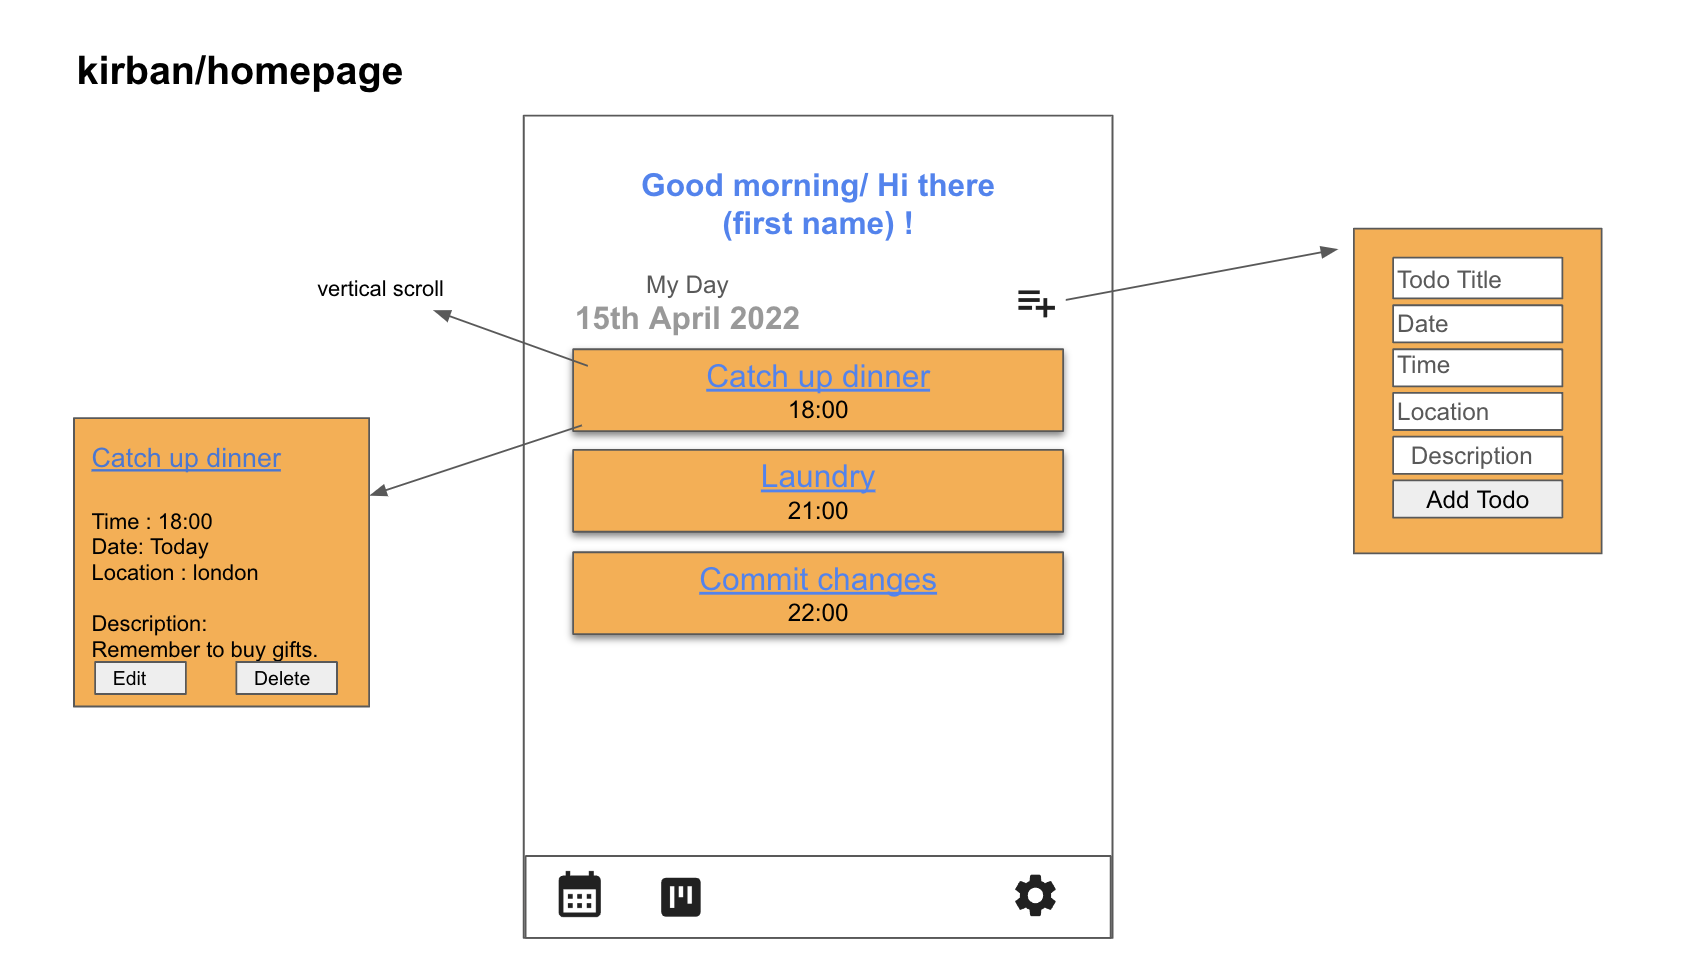 kirban/homepage
Good morning/ Hi there
(first name) !
vertical scroll
My Day
15th April 2022
Catch up dinner
18:00
Laundry
21:00
Commit changes
22:00
Catch up dinner
Time : 18:00
Date: Today
Location : london
Description:
Remember to buy gifts.
Edit
Delete
Todo Title
Date
Time
Location
Description
Add Todo